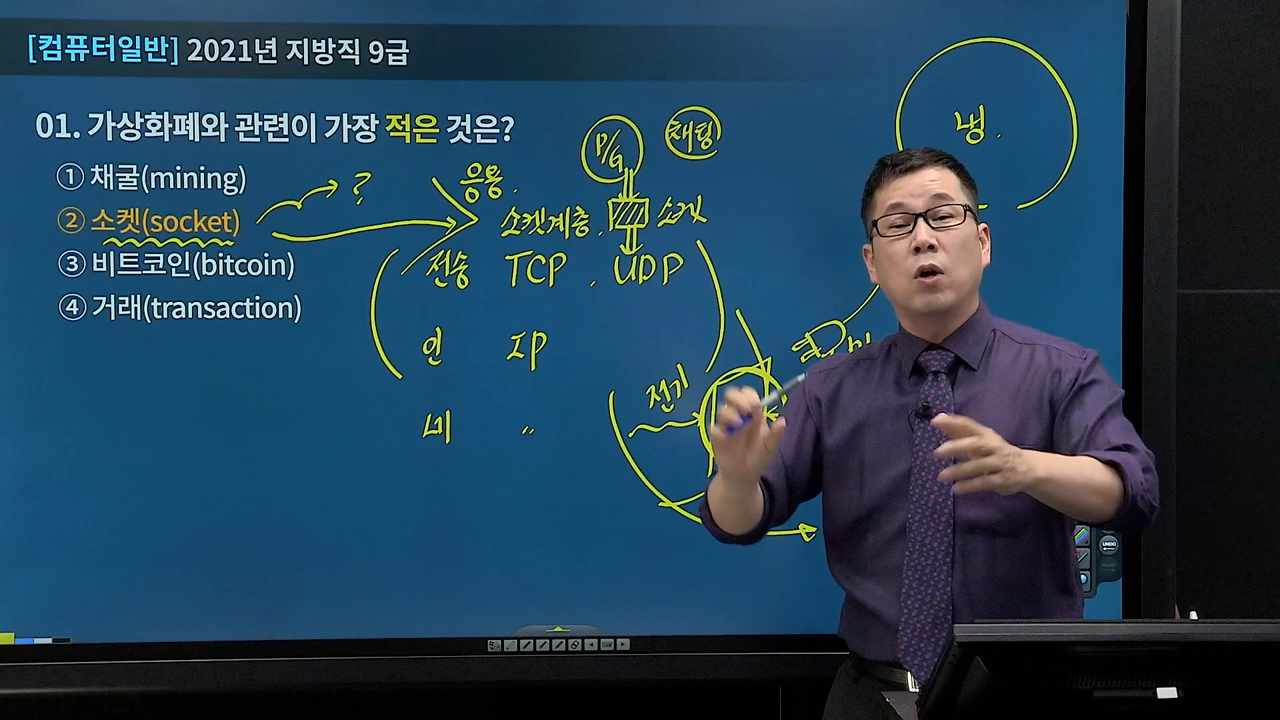 [컴퓨터일반] 2021년 지방직 9급
01. 가상화폐와 관련이 가장 적은 것은?
① 채굴(mining)
② 소켓(socket)
③ 비트코인(bitcoin)
④ 거래(transaction)
?
응용.
P/G
채팅
냉.
소켓계층.
소켓
전송 TCP, UDP
인 IP
비 〃
전기
UNDO